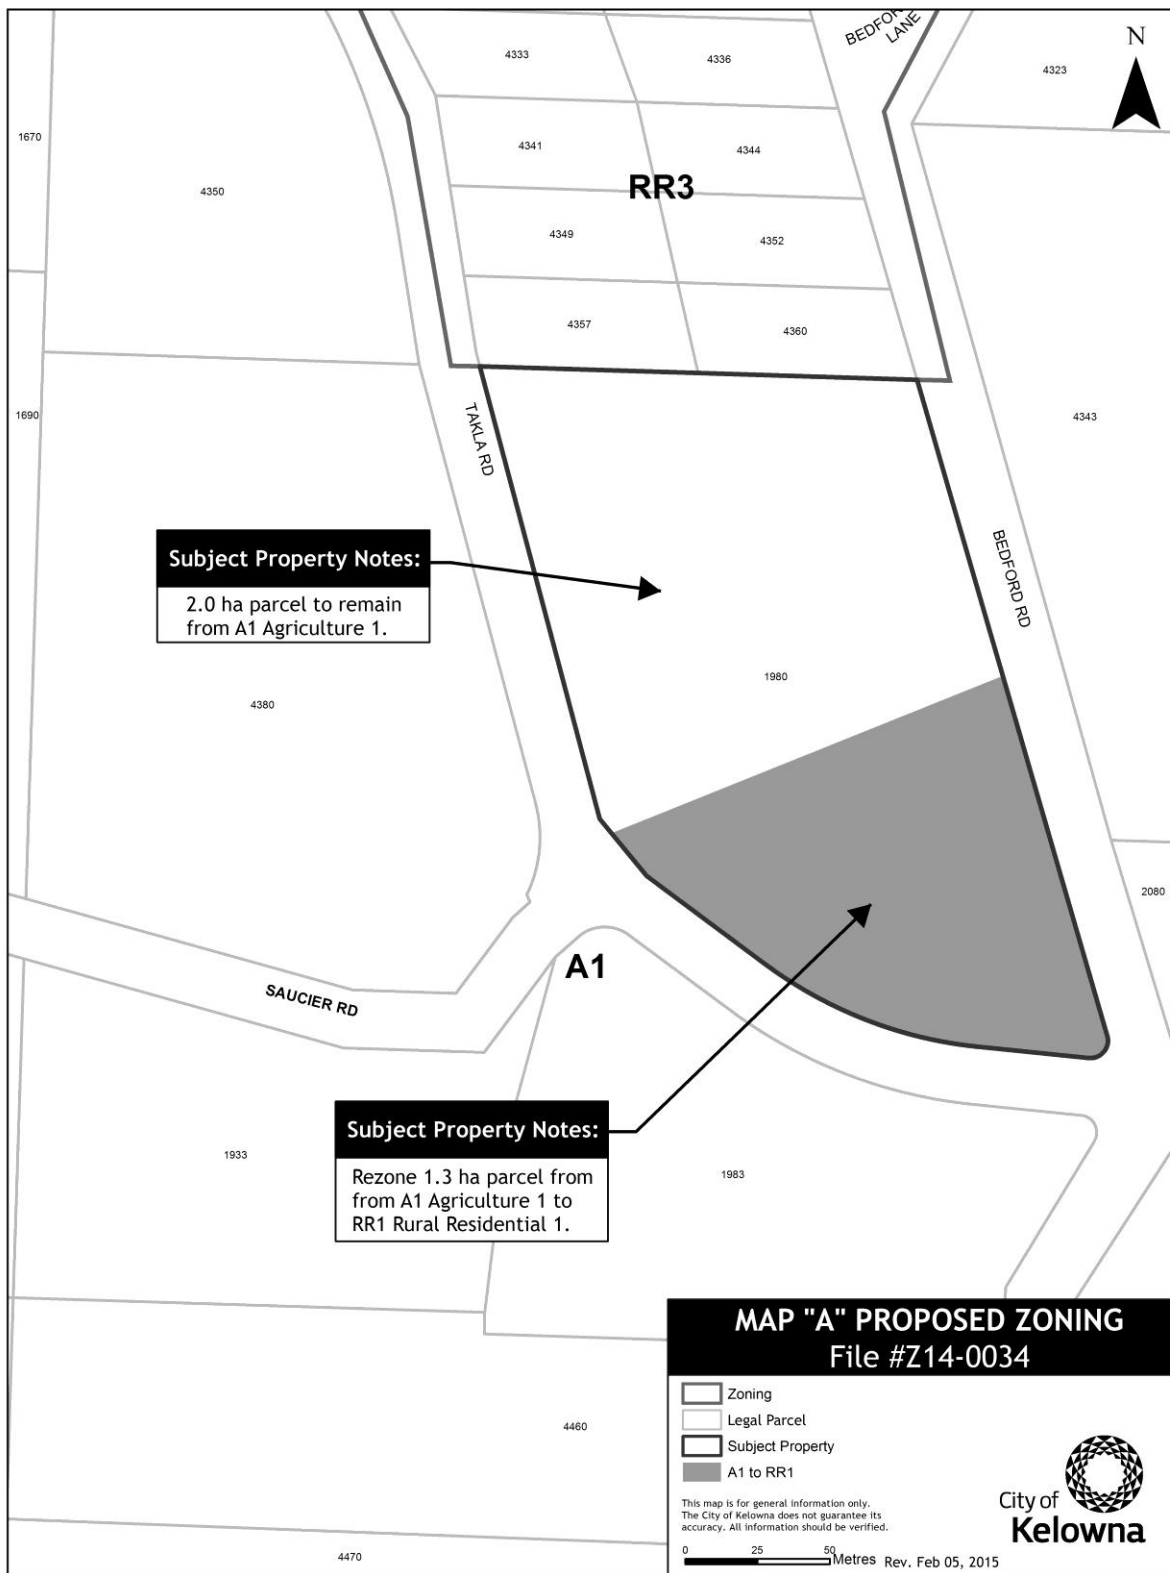 BEDFOR
LANE
N
4333
4336
4323
1670
4341
4344
4350
RR3
4349
4352
4357
4360
1690
TAKLA RD
4343
Subject Property Notes:
2.0 ha parcel to remain
from A1 Agriculture 1.
BEDFORD RD
1980
4380
2080
A1
SAUCIER RD
Subject Property Notes:
Rezone 1.3 ha parcel from
from A1 Agriculture 1 to
RR1 Rural Residential 1.
1933
1983
MAP "A" PROPOSED ZONING
File #Z14-0034
Zoning
Legal Parcel
Subject Property
A1 to RR1
This map is for general information only.
The City of Kelowna does not guarantee its
accuracy. All information should be verified.
0 25 50 Metres
Rev. Feb 05, 2015
City of
Kelowna
4460
4470